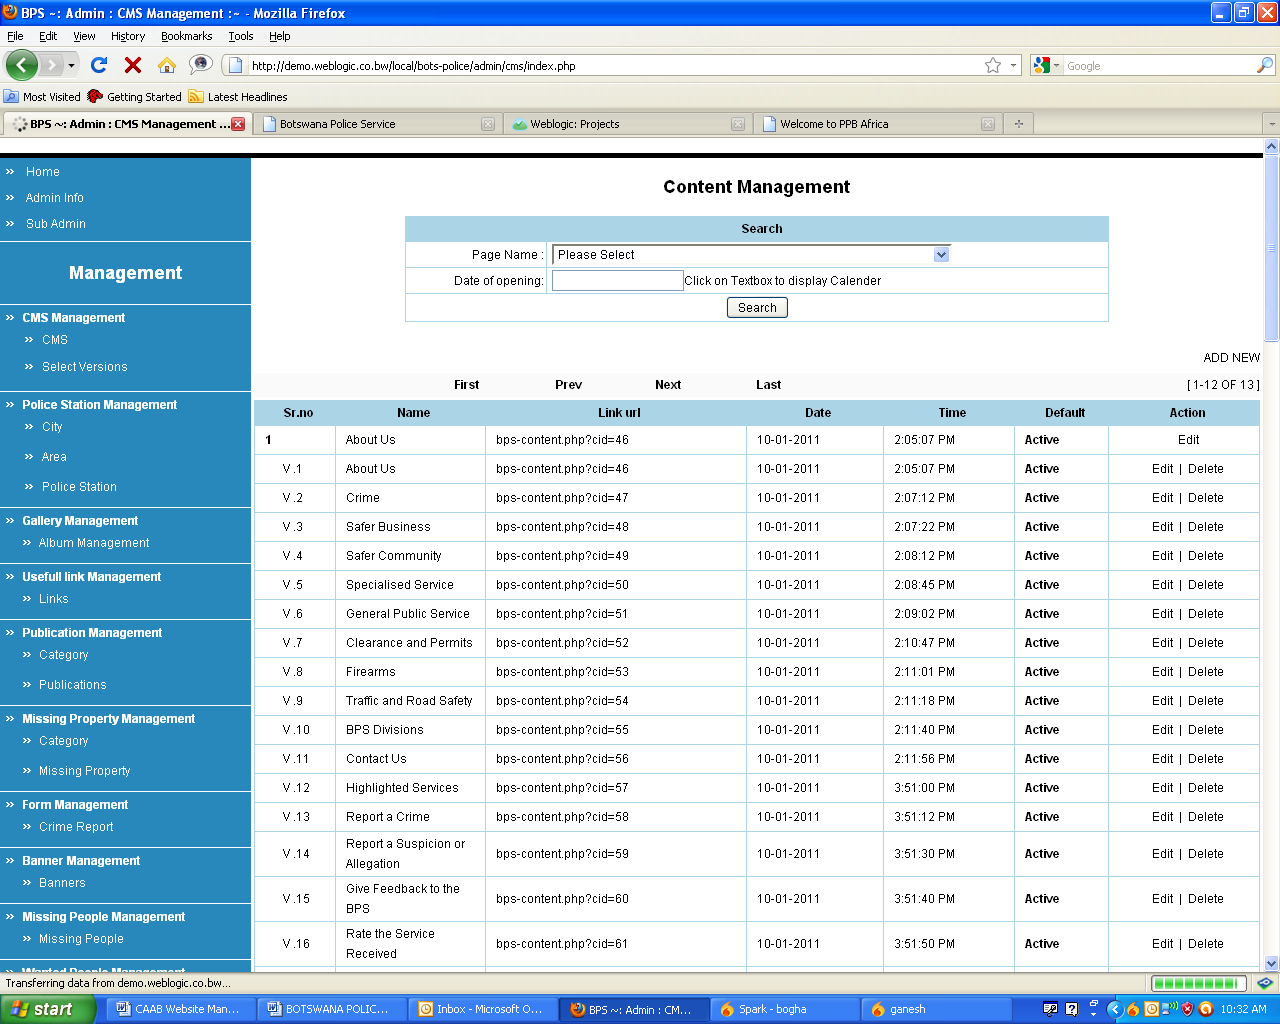 BPS ~: Admin : CMS Management :~ - Mozilla Firefox
File Edit View History Bookmarks Tools Help
http://demo.weblogic.co.bw/local/bots-police/admin/cms/index.php Google
Most Visited Getting Started Latest Headlines
BPS ~: Admin : CMS Management ... Botswana Police Service Weblogic: Projects Welcome to PPB Africa
» Home
» Admin Info
» Sub Admin
Management
» CMS Management
» CMS
» Select Versions
» Police Station Management
» City
» Area
» Police Station
» Gallery Management
» Album Management
» Usefull link Management
» Links
» Publication Management
» Category
» Publications
» Missing Property Management
» Category
» Missing Property
» Form Management
» Crime Report
» Banner Management
» Banners
» Missing People Management
» Missing People
» Wanted People Management
Content Management
Search
Page Name : Please Select
Date of opening: Click on Textbox to display Calender
Search
ADD NEW
First Prev Next Last [ 1-12 OF 13 ]
Sr.no Name Link url Date Time Default Action
1 About Us bps-content.php?cid=46 10-01-2011 2:05:07 PM Active Edit
V .1 About Us bps-content.php?cid=46 10-01-2011 2:05:07 PM Active Edit | Delete
V .2 Crime bps-content.php?cid=47 10-01-2011 2:07:12 PM Active Edit | Delete
V .3 Safer Business bps-content.php?cid=48 10-01-2011 2:07:22 PM Active Edit | Delete
V .4 Safer Community bps-content.php?cid=49 10-01-2011 2:08:12 PM Active Edit | Delete
V .5 Specialised Service bps-content.php?cid=50 10-01-2011 2:08:45 PM Active Edit | Delete
V .6 General Public Service bps-content.php?cid=51 10-01-2011 2:09:02 PM Active Edit | Delete
V .7 Clearance and Permits bps-content.php?cid=52 10-01-2011 2:10:47 PM Active Edit | Delete
V .8 Firearms bps-content.php?cid=53 10-01-2011 2:11:01 PM Active Edit | Delete
V .9 Traffic and Road Safety bps-content.php?cid=54 10-01-2011 2:11:18 PM Active Edit | Delete
V .10 BPS Divisions bps-content.php?cid=55 10-01-2011 2:11:40 PM Active Edit | Delete
V .11 Contact Us bps-content.php?cid=56 10-01-2011 2:11:56 PM Active Edit | Delete
V .12 Highlighted Services bps-content.php?cid=57 10-01-2011 3:51:00 PM Active Edit | Delete
V .13 Report a Crime bps-content.php?cid=58 10-01-2011 3:51:12 PM Active Edit | Delete
V .14 Report a Suspicion or Allegation bps-content.php?cid=59 10-01-2011 3:51:30 PM Active Edit | Delete
V .15 Give Feedback to the BPS bps-content.php?cid=60 10-01-2011 3:51:40 PM Active Edit | Delete
V .16 Rate the Service Received bps-content.php?cid=61 10-01-2011 3:51:50 PM Active Edit | Delete
Transferring data from demo.weblogic.co.bw...
start CAAB Website Man... BOTSWANA POLIC... Inbox - Microsoft O... BPS ~: Admin : CM... Spark - bogha ganesh 10:32 AM